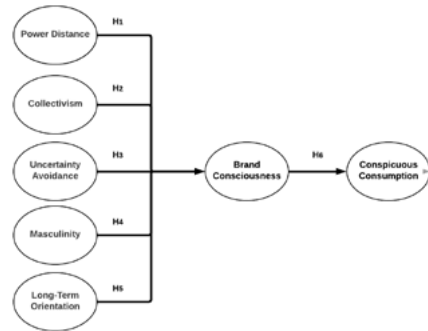 H1
Power Distance
H2
Collectivism
H3
Uncertainty
Avoidance
Brand
Consciousness
H6
Conspicuous
Consumption
H4
Masculinity
H5
Long-Term
Orientation